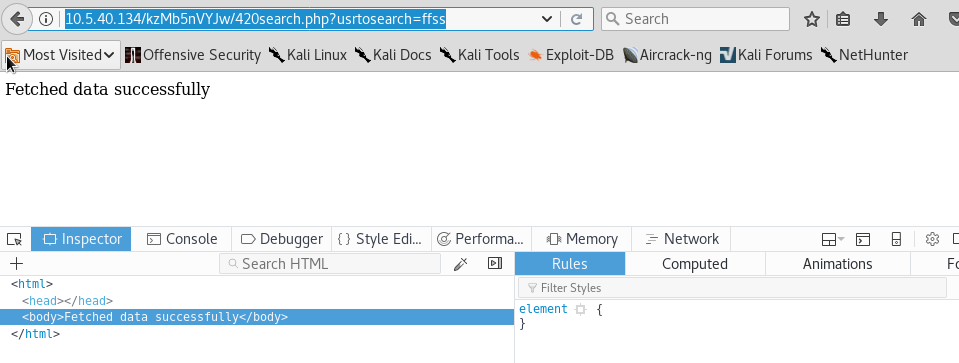 10.5.40.134/kzMb5nVYJw/420search.php?usrtosearch=ffss Search
Most Visited Offensive Security Kali Linux Kali Docs Kali Tools Exploit-DB Aircrack-ng Kali Forums NetHunter
Fetched data successfully
Inspector Console Debugger Style Edi... Performa... Memory Network
Search HTML Rules Computed Animations Fo
Filter Styles
<html>
<head></head>
<body>Fetched data successfully</body>
</html>
element {
}